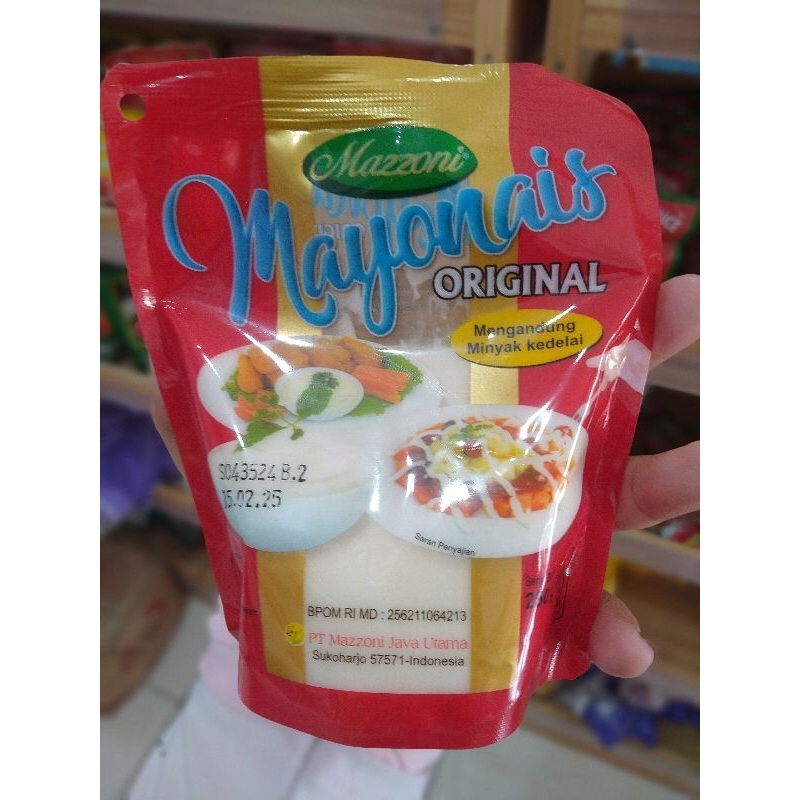 Mazzoni
Mayonais
ORIGINAL
Mengandung
Minyak kedelai
S043524 B.2
15.02.25
Saran Penyajian
BPOM RI MD : 256211064213
PT Mazzoni Java Utama
Sukoharjo 57571-Indonesia